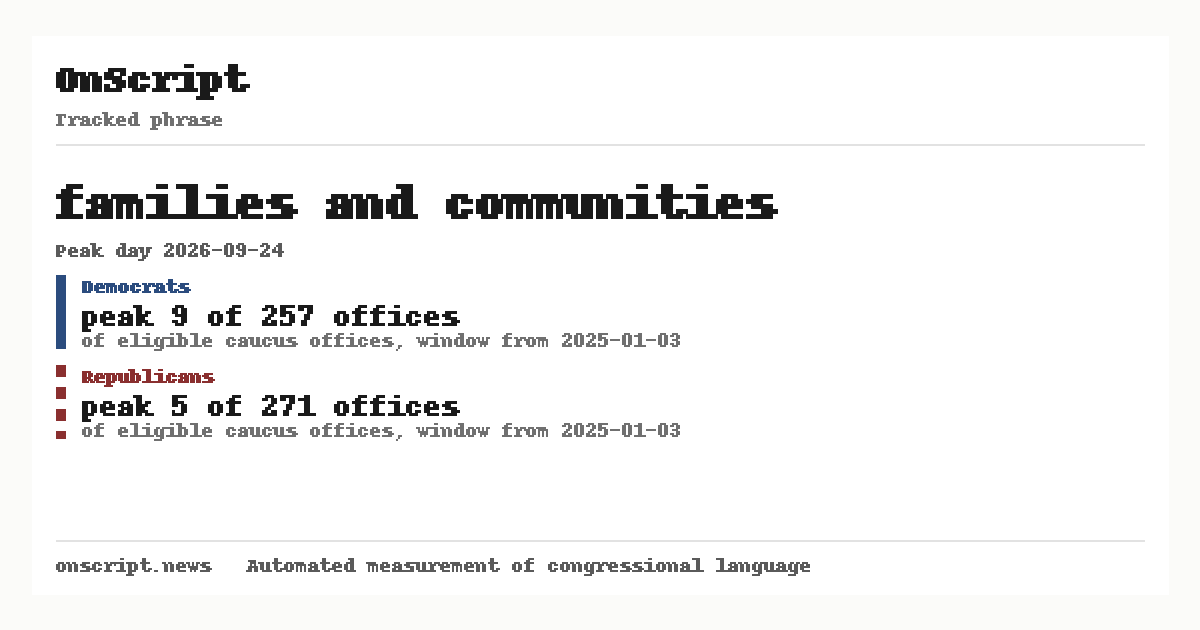 OnScript
Tracked phrase
families and communities
Peak day 2026-09-24
Democrats
peak 9 of 257 offices
of eligible caucus offices, window from 2025-01-03
Republicans
peak 5 of 271 offices
of eligible caucus offices, window from 2025-01-03
onscript.news Automated measurement of congressional language